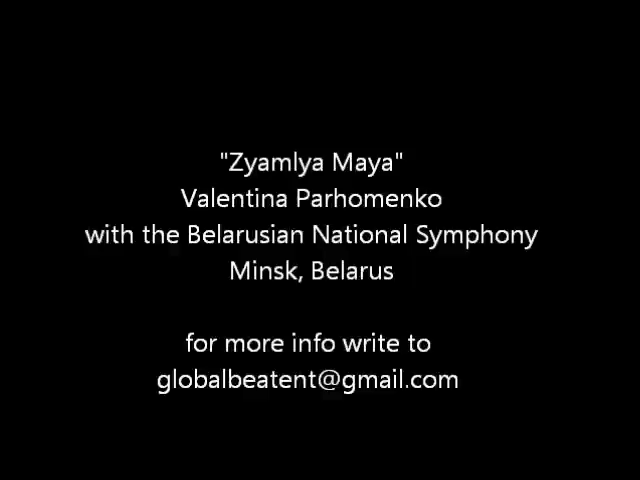 "Zyamlya Maya"
Valentina Parhomenko
with the Belarusian National Symphony
Minsk, Belarus
for more info write to
globalbeatent@gmail.com